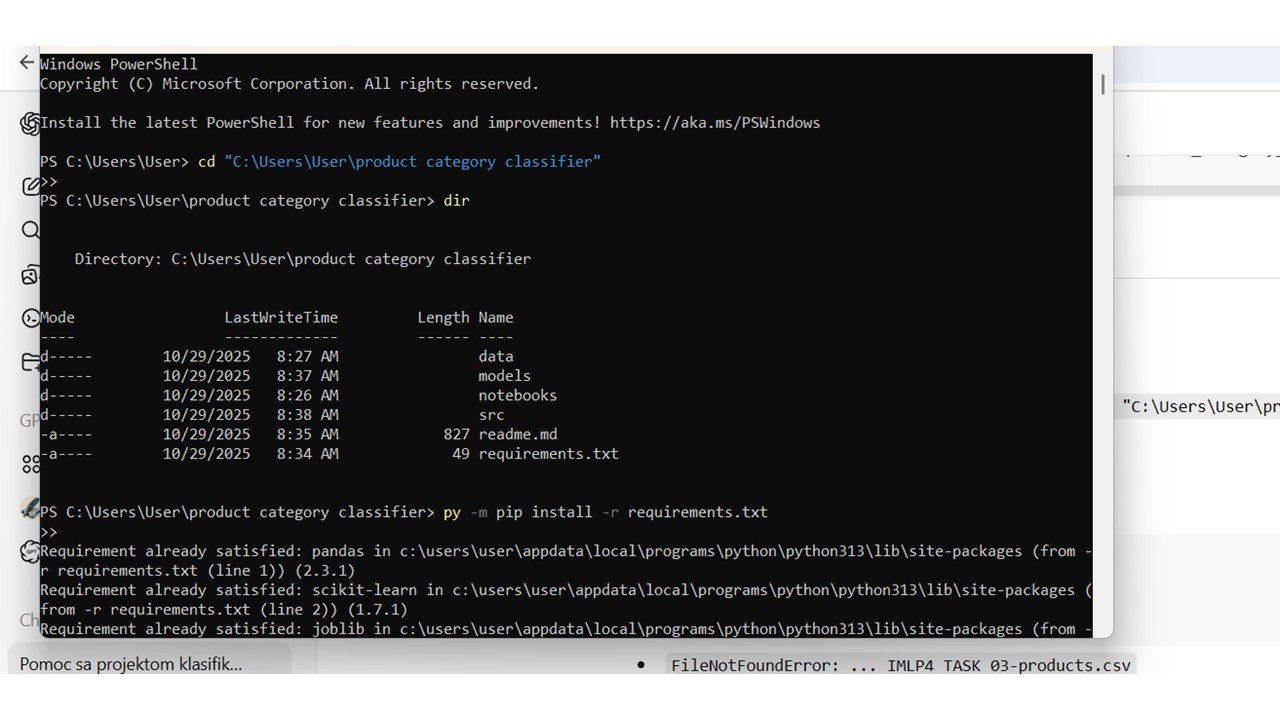 Windows PowerShell
Copyright (C) Microsoft Corporation. All rights reserved.
Install the latest PowerShell for new features and improvements! https://aka.ms/PSWindows
PS C:\Users\User> cd "C:\Users\User\product category classifier"
>>
PS C:\Users\User\product category classifier> dir
Directory: C:\Users\User\product category classifier
Mode LastWriteTime Length Name
---- ------------- ------ ----
d----- 10/29/2025 8:27 AM data
d----- 10/29/2025 8:37 AM models
d----- 10/29/2025 8:26 AM notebooks
d----- 10/29/2025 8:38 AM src
-a---- 10/29/2025 8:35 AM 827 readme.md
-a---- 10/29/2025 8:34 AM 49 requirements.txt
PS C:\Users\User\product category classifier> py -m pip install -r requirements.txt
>>
Requirement already satisfied: pandas in c:\users\user\appdata\local\programs\python\python313\lib\site-packages (from -
r requirements.txt (line 1)) (2.3.1)
Requirement already satisfied: scikit-learn in c:\users\user\appdata\local\programs\python\python313\lib\site-packages (
from -r requirements.txt (line 2)) (1.7.1)
Requirement already satisfied: joblib in c:\users\user\appdata\local\programs\python\python313\lib\site-packages (from -
GP
Ch
Pomoc sa projektom klasifik...
"C:\Users\User\pr
FileNotFoundError: ... IMLP4_TASK_03-products.csv